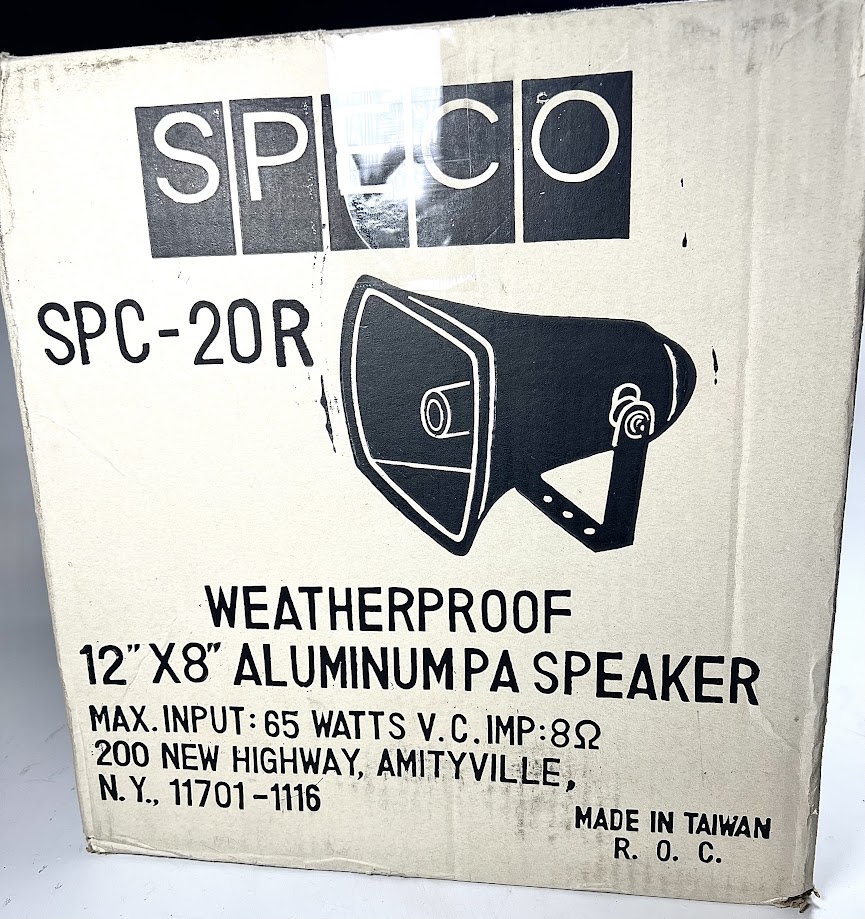 SPECO
SPC-20R
WEATHERPROOF
12" X8" ALUMINUM PA SPEAKER
MAX. INPUT: 65 WATTS V.C. IMP: 8Ω
200 NEW HIGHWAY, AMITYVILLE,
N.Y., 11701-1116
MADE IN TAIWAN
R. O. C.